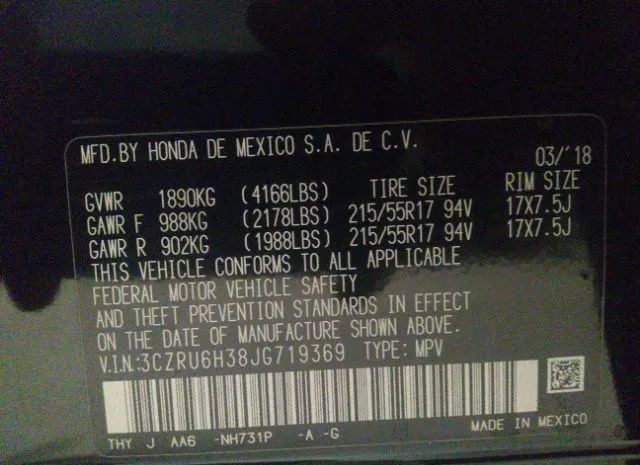 MFD.BY HONDA DE MEXICO S.A. DE C.V.
03/'18
GVWR 1890KG (4166LBS) TIRE SIZE RIM SIZE
GAWR F 988KG (2178LBS) 215/55R17 94V 17X7.5J
GAWR R 902KG (1988LBS) 215/55R17 94V 17X7.5J
THIS VEHICLE CONFORMS TO ALL APPLICABLE
FEDERAL MOTOR VEHICLE SAFETY
AND THEFT PREVENTION STANDARDS IN EFFECT
ON THE DATE OF MANUFACTURE SHOWN ABOVE.
V.I.N:3CZRU6H38JG719369 TYPE: MPV
THY J AA6 -NH731P -A -G
MADE IN MEXICO